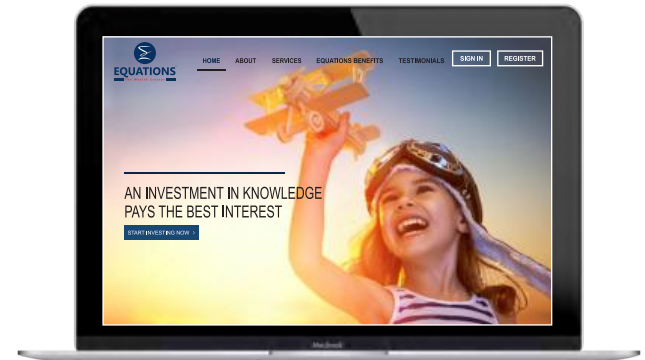 EQUATIONS
HOME ABOUT SERVICES EQUATIONS BENEFITS TESTIMONIALS SIGN IN REGISTER
AN INVESTMENT IN KNOWLEDGE
PAYS THE BEST INTEREST
START INVESTING NOW >
MacBook